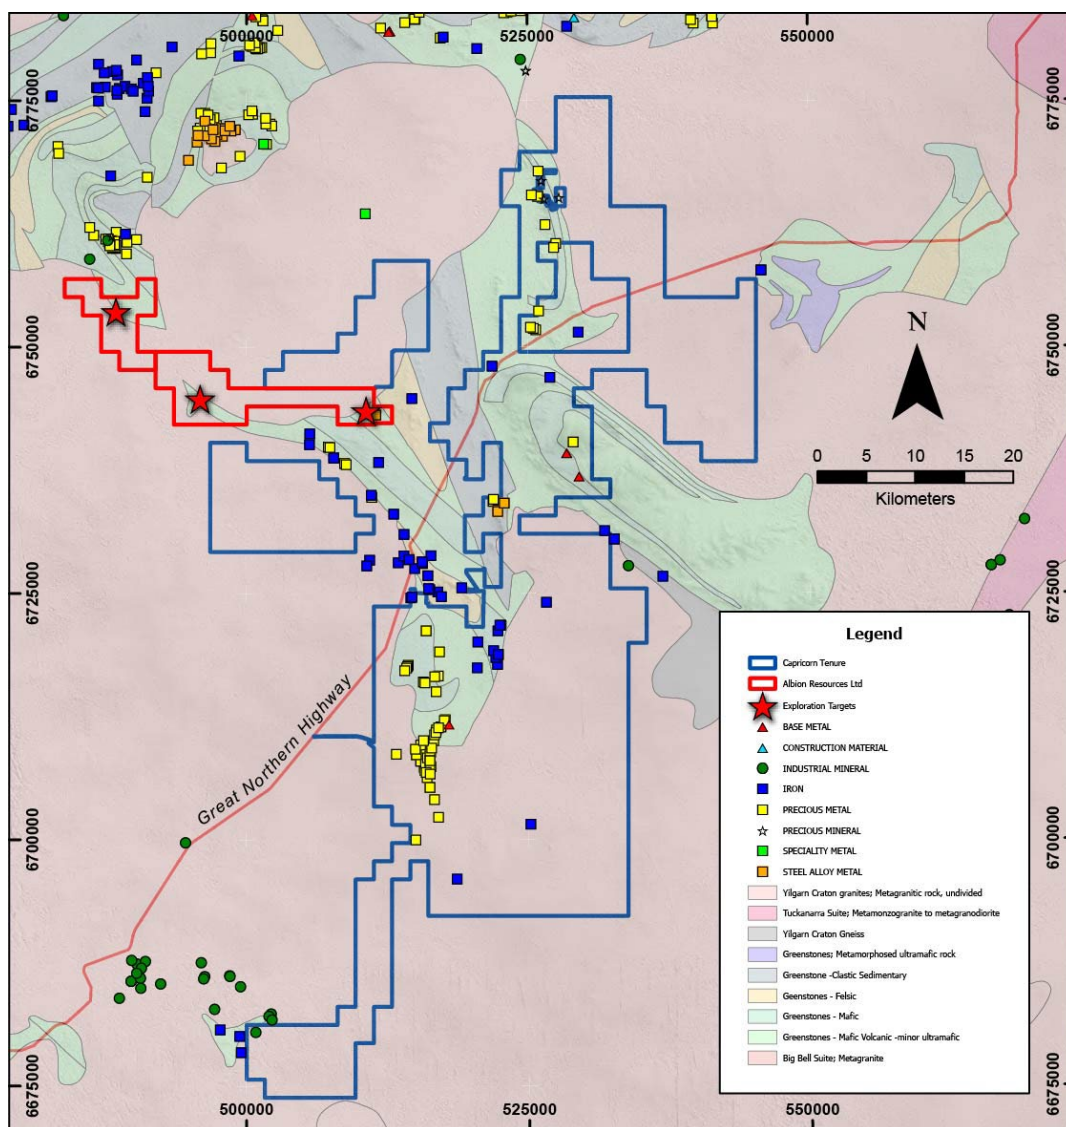 500000
525000
550000
6775000
6775000
N
6750000
6750000
0 5 10 15 20
Kilometers
6725000
6725000
Great Northern Highway
Legend
Capricorn Tenure
Albion Resources Ltd
Exploration Targets
BASE METAL
CONSTRUCTION MATERIAL
INDUSTRIAL MINERAL
IRON
PRECIOUS METAL
PRECIOUS MINERAL
SPECIALITY METAL
STEEL ALLOY METAL
Yilgarn Craton granites; Metagranitic rock, undivided
Tuckanarra Suite; Metamonzogranite to metagranodiorite
Yilgarn Craton Gneiss
Greenstones; Metamorphosed ultramafic rock
Greenstone -Clastic Sedimentary
Geenstones - Felsic
Greenstones - Mafic
Greenstones - Mafic Volcanic -minor ultramafic
Big Bell Suite; Metagranite
6700000
6700000
6675000
6675000
500000
525000
550000